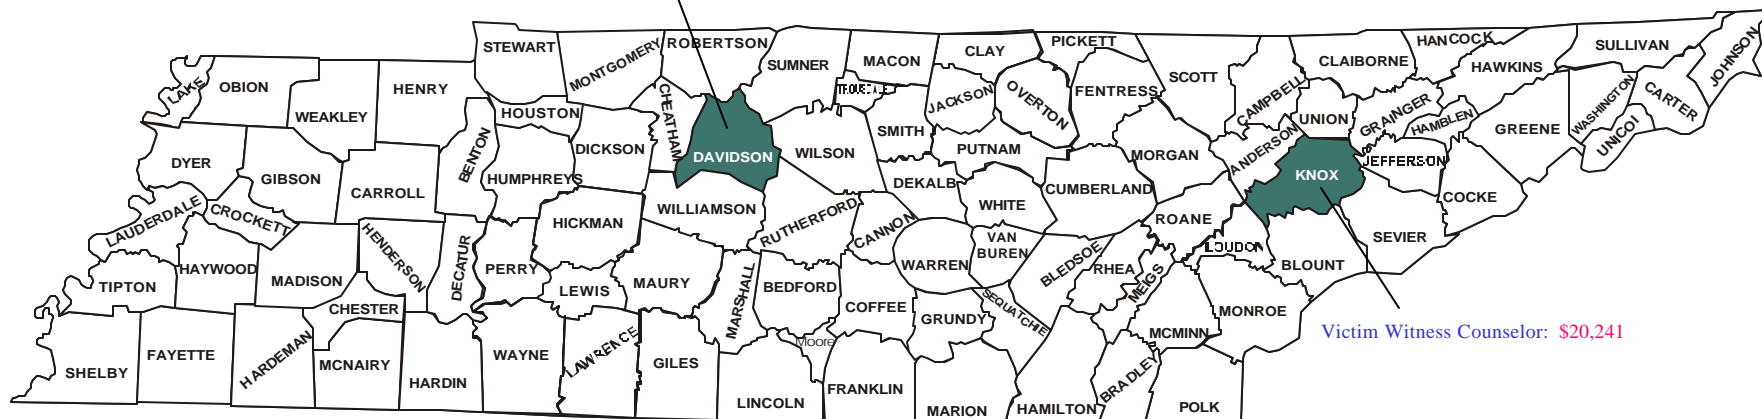 HANCOCK
PICKETT
ROBERTSON
STEWART
MONTGOMERY
CLAY
SULLIVAN
JOHNSON
MACON
SUMNER
CLAIBORNE
HAWKINS
SCOTT
LAKE
OBION
HENRY
WEAKLEY
HOUSTON
CHEATHAM
TROUSDALE
JACKSON
OVERTON
FENTRESS
CAMPBELL
UNION
GRAINGER
HAMBLEN
GREENE
WASHINGTON
CARTER
UNICOI
SMITH
PUTNAM
MORGAN
ANDERSON
DYER
GIBSON
CARROLL
BENTON
HUMPHREYS
DICKSON
DAVIDSON
WILSON
DEKALB
WHITE
CUMBERLAND
KNOX
JEFFERSON
COCKE
LAUDERDALE
CROCKETT
HENDERSON
DECATUR
PERRY
HICKMAN
WILLIAMSON
RUTHERFORD
CANNON
WARREN
VAN
BUREN
BLEDSOE
RHEA
MEIGS
ROANE
LOUDON
BLOUNT
SEVIER
TIPTON
HAYWOOD
MADISON
CHESTER
LEWIS
MAURY
MARSHALL
BEDFORD
COFFEE
GRUNDY
SEQUATCHIE
MCMINN
MONROE
Victim Witness Counselor: $20,241
SHELBY
FAYETTE
HARDEMAN
MCNAIRY
HARDIN
WAYNE
LAWRENCE
GILES
LINCOLN
Moore
FRANKLIN
MARION
HAMILTON
BRADLEY
POLK